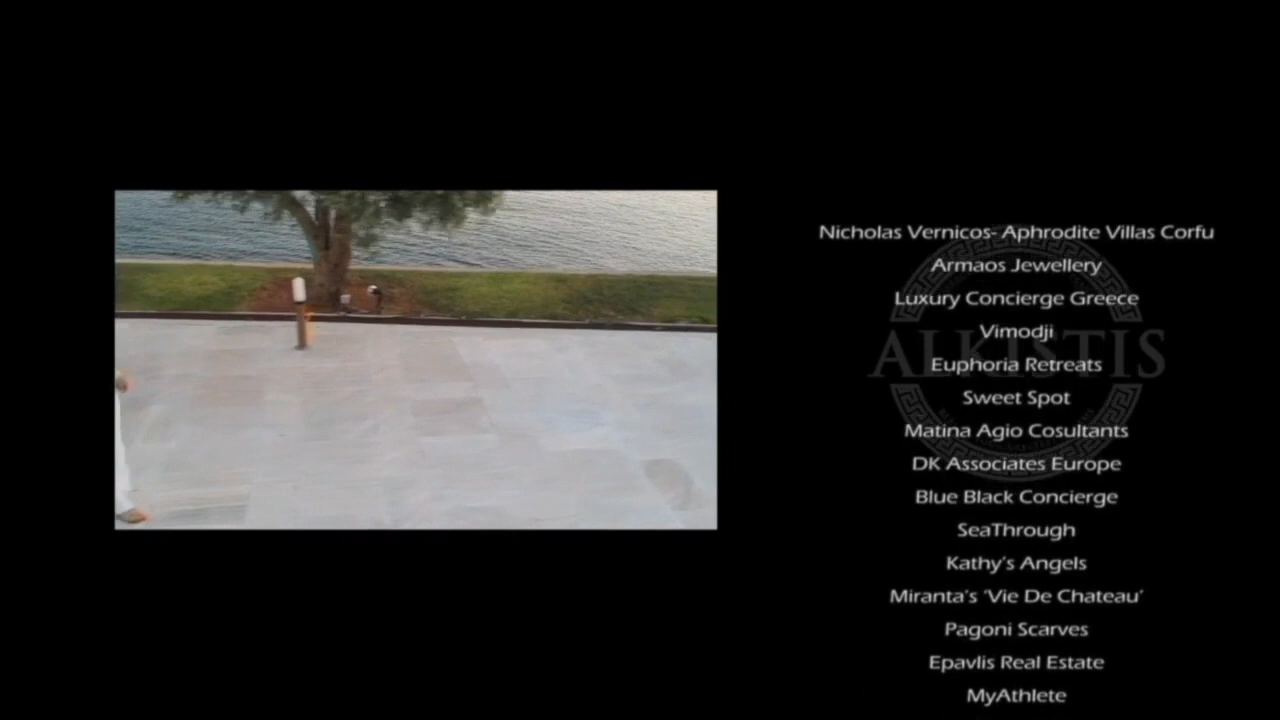 Nicholas Vernicos- Aphrodite Villas Corfu
Armaos Jewellery
Luxury Concierge Greece
Vimodji
ALKISTIS
Euphoria Retreats
Sweet Spot
Matina Agio Cosultants
DK Associates Europe
Blue Black Concierge
SeaThrough
Kathy's Angels
Miranta's 'Vie De Chateau'
Pagoni Scarves
Epavlis Real Estate
MyAthlete